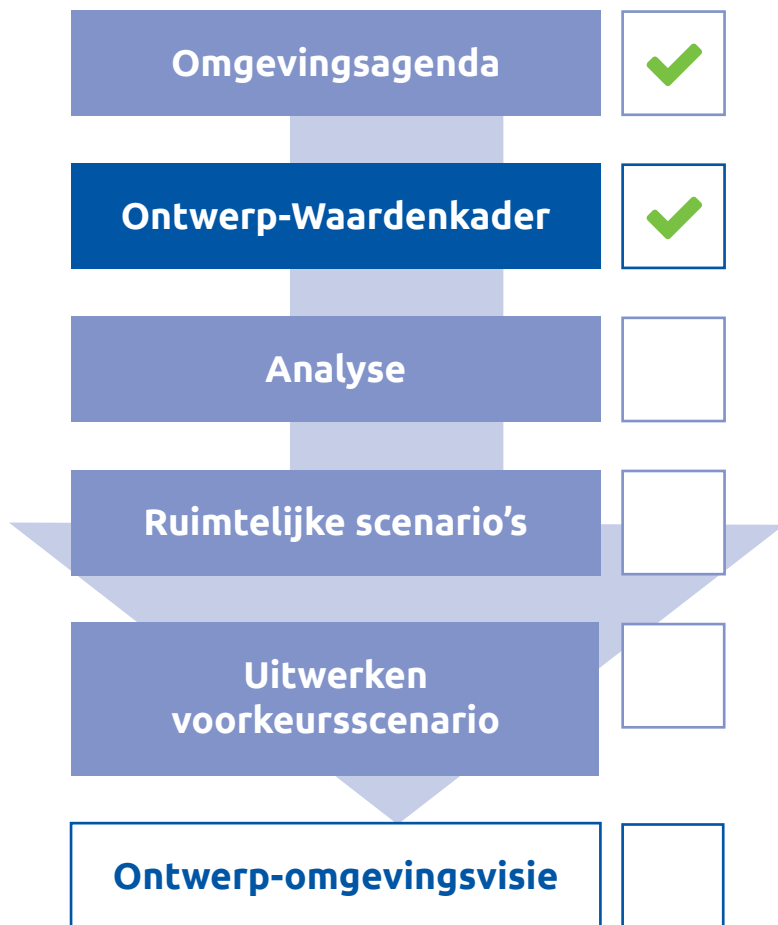 Omgevingsagenda
Ontwerp-Waardenkader
Analyse
Ruimtelijke scenario’s
Uitwerken
voorkeursscenario
Ontwerp-omgevingsvisie